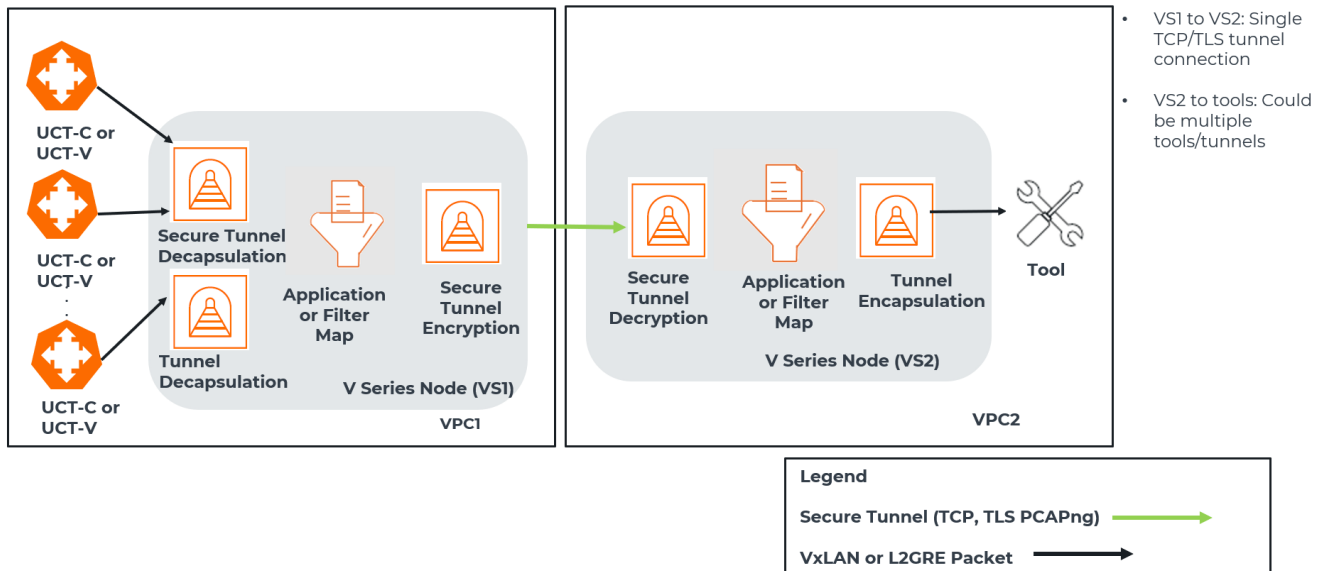 UCT-C or
UCT-V
UCT-C or
UCT-V
UCT-C or
UCT-V
Secure Tunnel
Decapsulation
Tunnel
Decapsulation
Application
or Filter
Map
Secure
Tunnel
Encryption
V Series Node (VS1)
VPC1
Secure
Tunnel
Decryption
Application
or Filter
Map
Tunnel
Encapsulation
V Series Node (VS2)
VPC2
Tool
• VS1 to VS2: Single
TCP/TLS tunnel
connection
• VS2 to tools: Could
be multiple
tools/tunnels
Legend
Secure Tunnel (TCP, TLS PCAPng)
VxLAN or L2GRE Packet